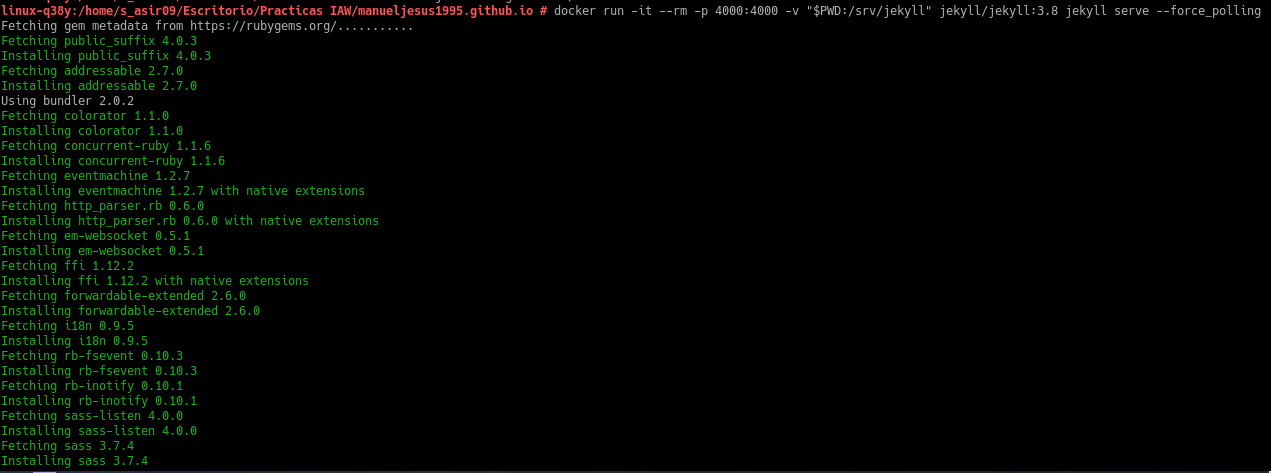 linux-q38y:/home/s_asir09/Escritorio/Practicas IAW/manueljesus1995.github.io # docker run -it --rm -p 4000:4000 -v "$PWD:/srv/jekyll" jekyll/jekyll:3.8 jekyll serve --force_polling
Fetching gem metadata from https://rubygems.org/...........
Fetching public_suffix 4.0.3
Installing public_suffix 4.0.3
Fetching addressable 2.7.0
Installing addressable 2.7.0
Using bundler 2.0.2
Fetching colorator 1.1.0
Installing colorator 1.1.0
Fetching concurrent-ruby 1.1.6
Installing concurrent-ruby 1.1.6
Fetching eventmachine 1.2.7
Installing eventmachine 1.2.7 with native extensions
Fetching http_parser.rb 0.6.0
Installing http_parser.rb 0.6.0 with native extensions
Fetching em-websocket 0.5.1
Installing em-websocket 0.5.1
Fetching ffi 1.12.2
Installing ffi 1.12.2 with native extensions
Fetching forwardable-extended 2.6.0
Installing forwardable-extended 2.6.0
Fetching i18n 0.9.5
Installing i18n 0.9.5
Fetching rb-fsevent 0.10.3
Installing rb-fsevent 0.10.3
Fetching rb-inotify 0.10.1
Installing rb-inotify 0.10.1
Fetching sass-listen 4.0.0
Installing sass-listen 4.0.0
Fetching sass 3.7.4
Installing sass 3.7.4